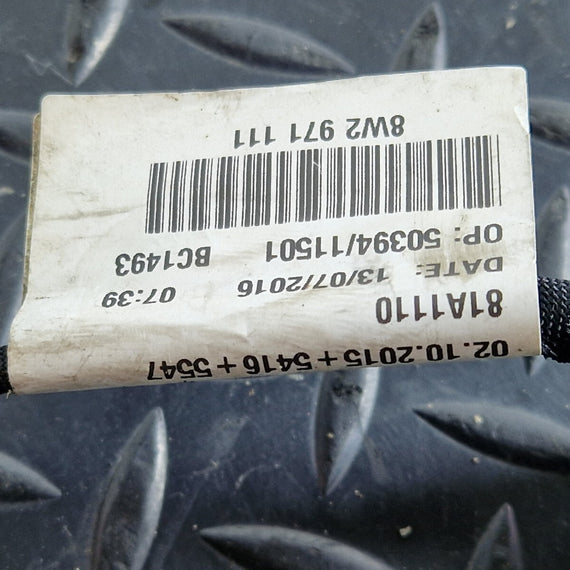 02.10.2015+5416+5547
81A1110
DATE: 13/07/2016 07:39
OP: 50394/11501 BC1493
8W2 971 111